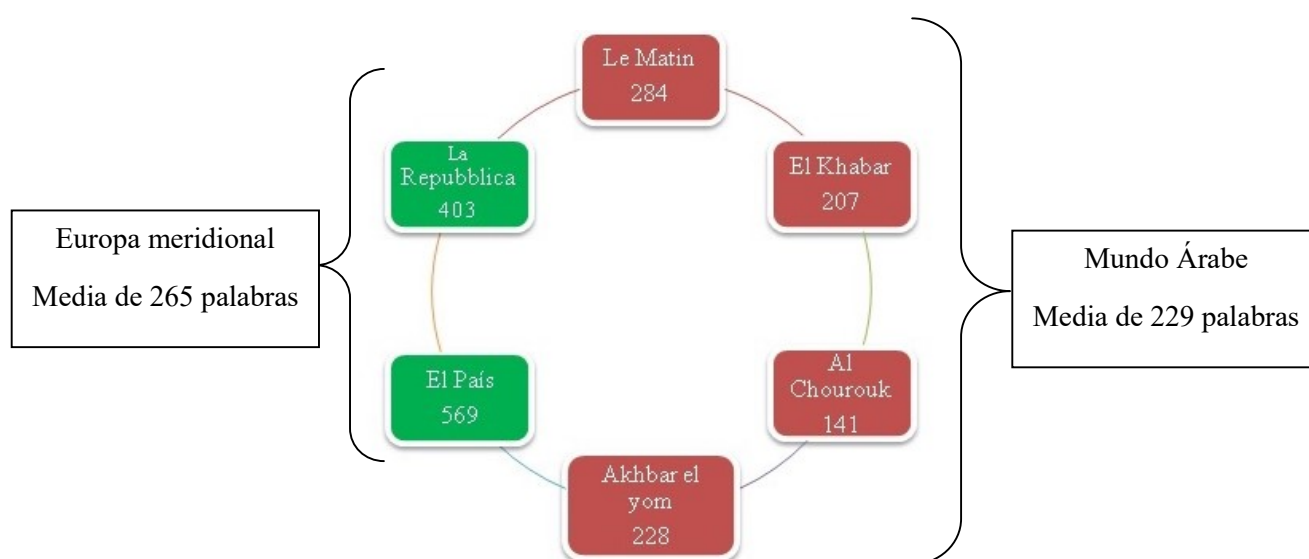 Le Matin
284
La
Repubblica
403
El Khabar
207
Europa meridional
Media de 265 palabras
Mundo Árabe
Media de 229 palabras
El País
569
Al
Chourouk
141
Akhbar el
yom
228